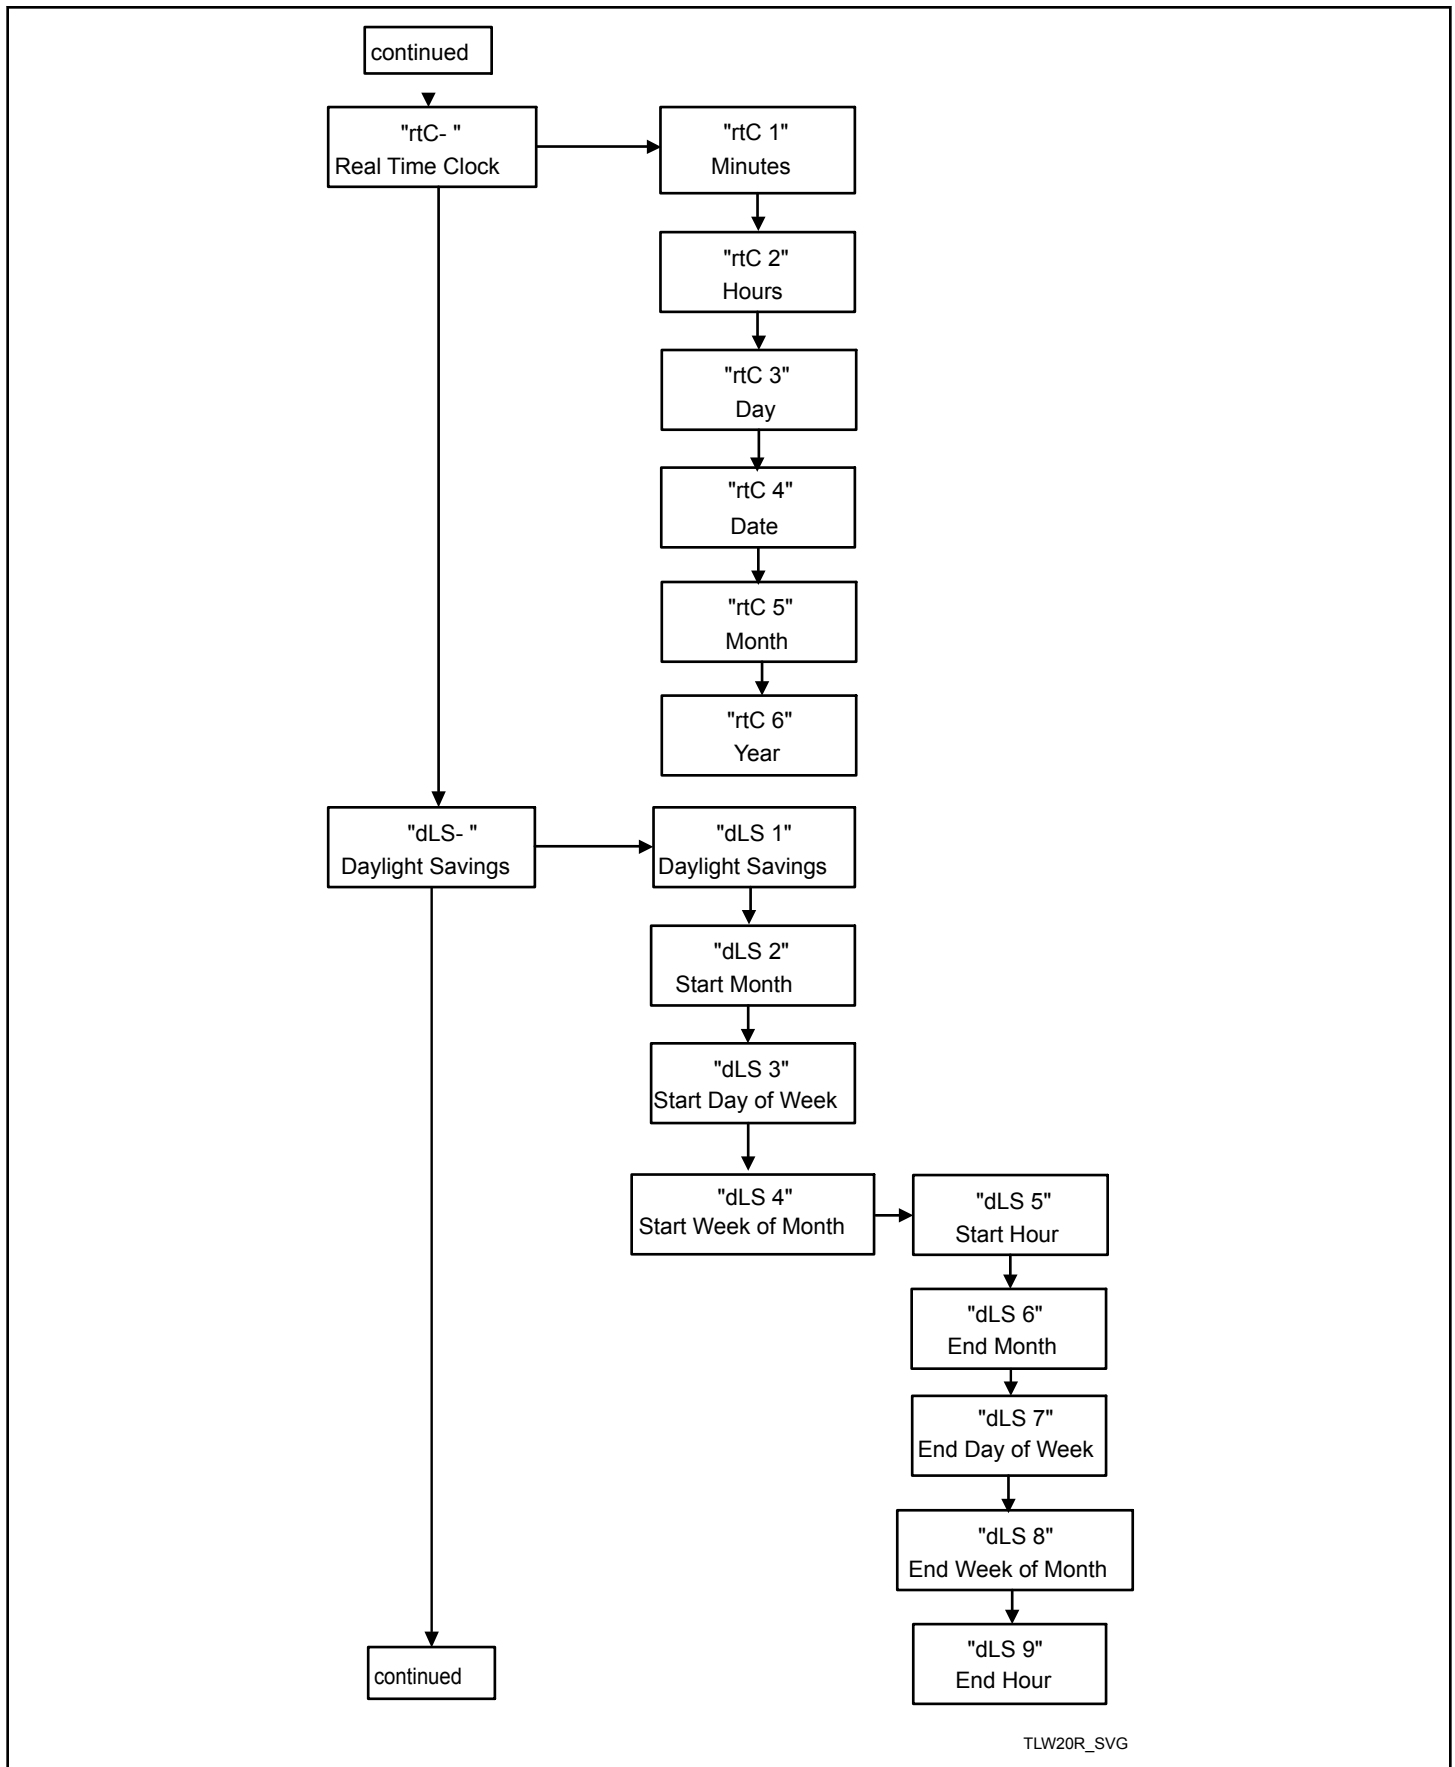 continued
"rtC- "
Real Time Clock
"rtC 1"
Minutes
"rtC 2"
Hours
"rtC 3"
Day
"rtC 4"
Date
"rtC 5"
Month
"rtC 6"
Year
"dLS- "
Daylight Savings
"dLS 1"
Daylight Savings
"dLS 2"
Start Month
"dLS 3"
Start Day of Week
"dLS 4"
Start Week of Month
"dLS 5"
Start Hour
"dLS 6"
End Month
"dLS 7"
End Day of Week
"dLS 8"
End Week of Month
"dLS 9"
End Hour
continued
TLW20R_SVG